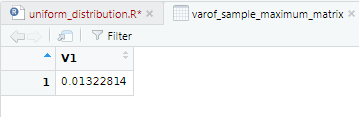 uniform_distribution.R*
varof_sample_maximum_matrix
Filter
V1
1 0.01322814